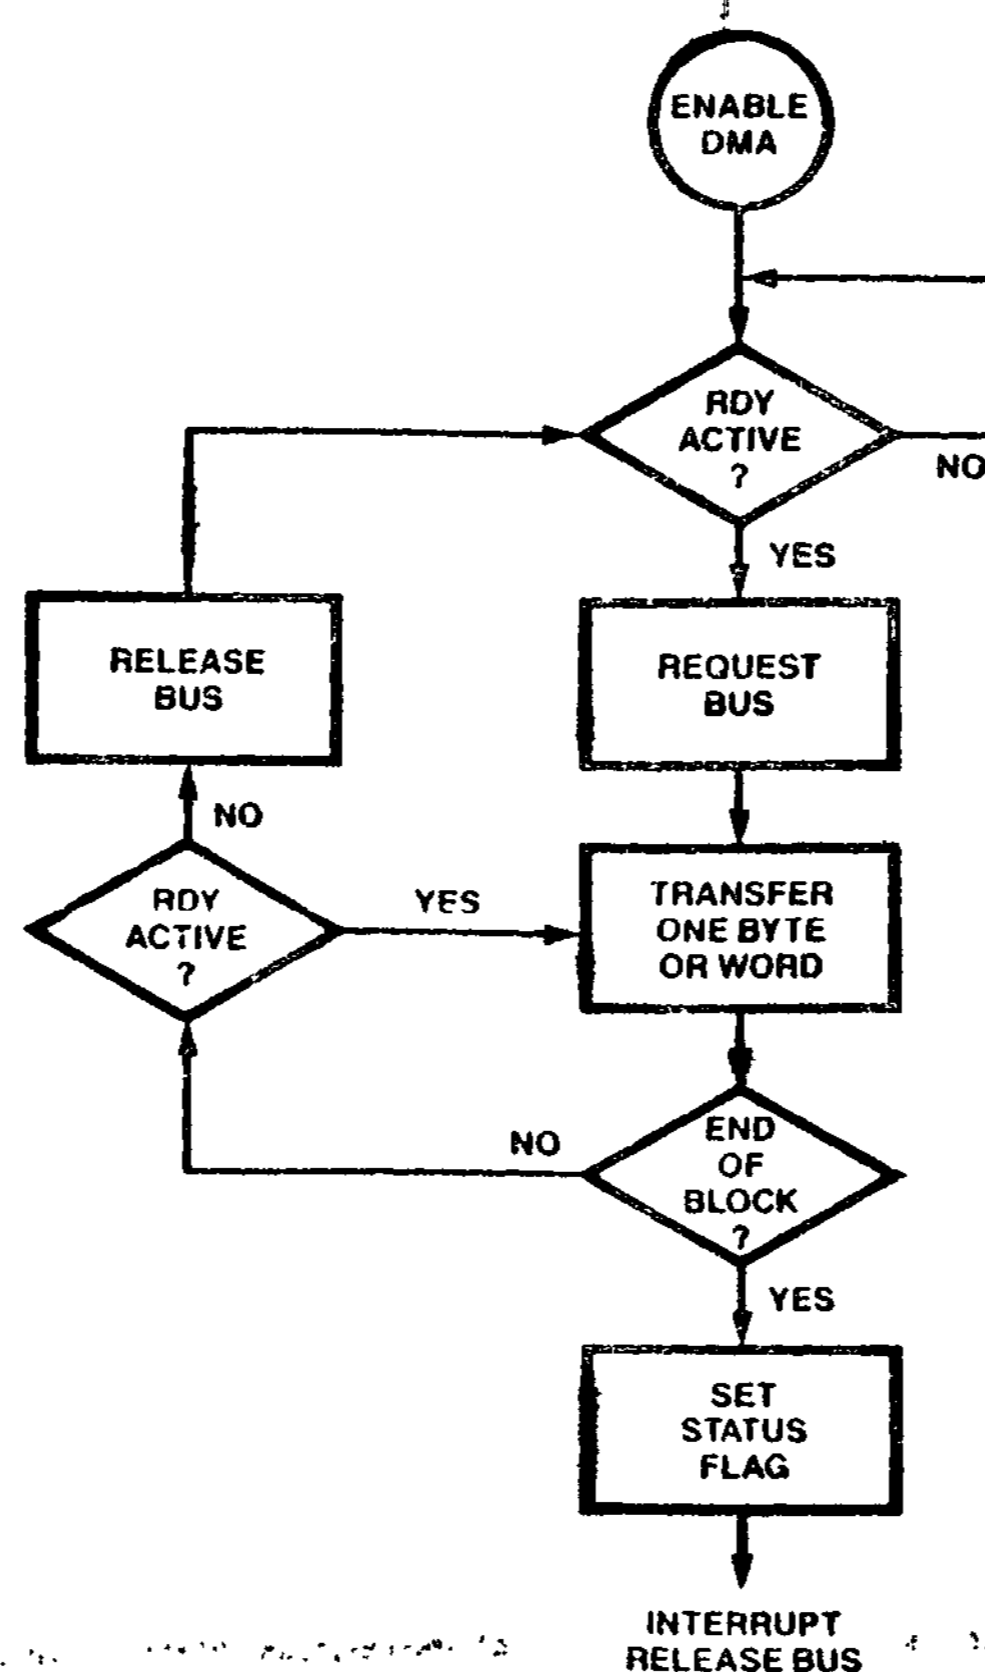 ENABLE
DMA
RDY
ACTIVE
?
NO
YES
RELEASE
BUS
REQUEST
BUS
NO
RDY
ACTIVE
?
YES
TRANSFER
ONE BYTE
OR WORD
NO
END
OF
BLOCK
?
YES
SET
STATUS
FLAG
INTERRUPT
RELEASE BUS